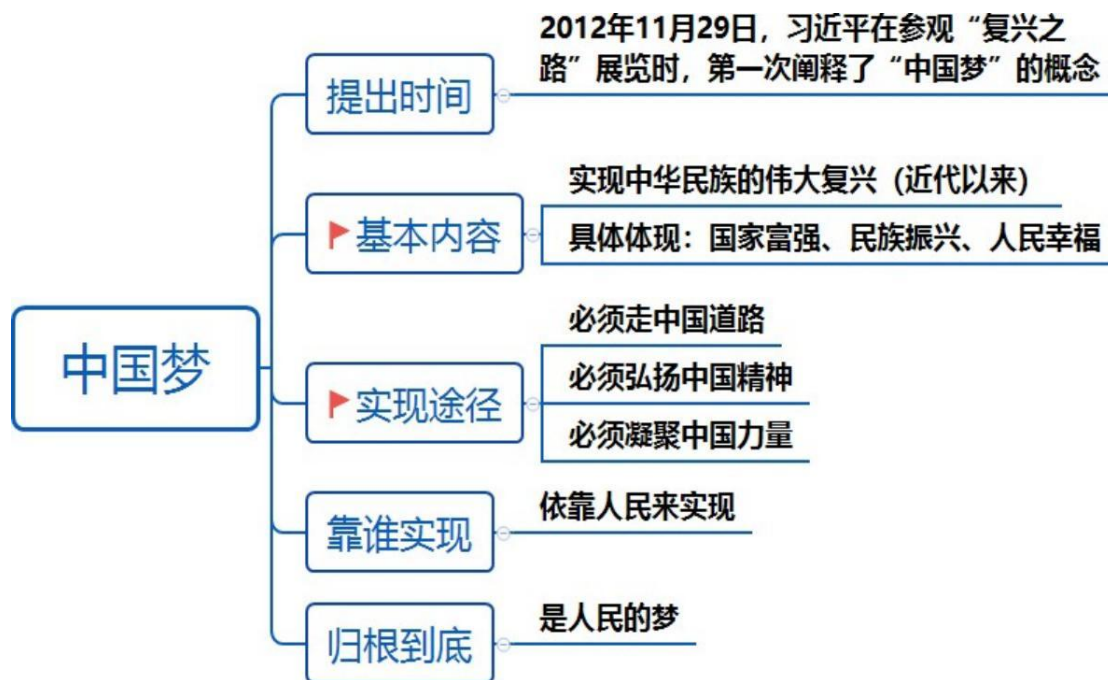 中国梦
提出时间
2012年11月29日，习近平在参观“复兴之
路”展览时，第一次阐释了“中国梦”的概念
基本内容
实现中华民族的伟大复兴（近代以来）
具体体现：国家富强、民族振兴、人民幸福
实现途径
必须走中国道路
必须弘扬中国精神
必须凝聚中国力量
靠谁实现
依靠人民来实现
归根到底
是人民的梦